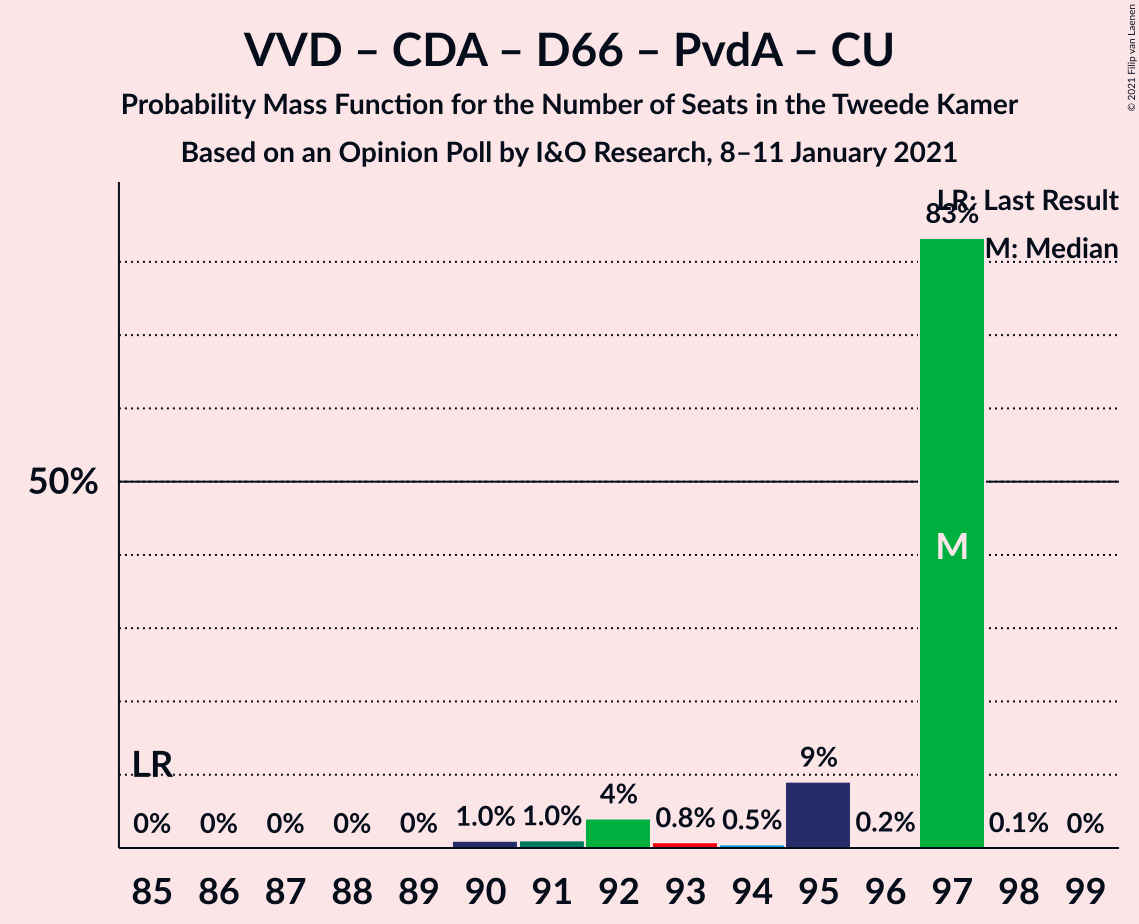 VVD – CDA – D66 – PvdA – CU
Probability Mass Function for the Number of Seats in the Tweede Kamer
Based on an Opinion Poll by I&O Research, 8–11 January 2021
© 2021 Filip van Laenen
LR: Last Result
83%
M: Median
50%
M
LR
9%
4%
0% 0% 0% 0% 0% 1.0% 1.0% 0.8% 0.5% 0.2% 0.1% 0%
85 86 87 88 89 90 91 92 93 94 95 96 97 98 99